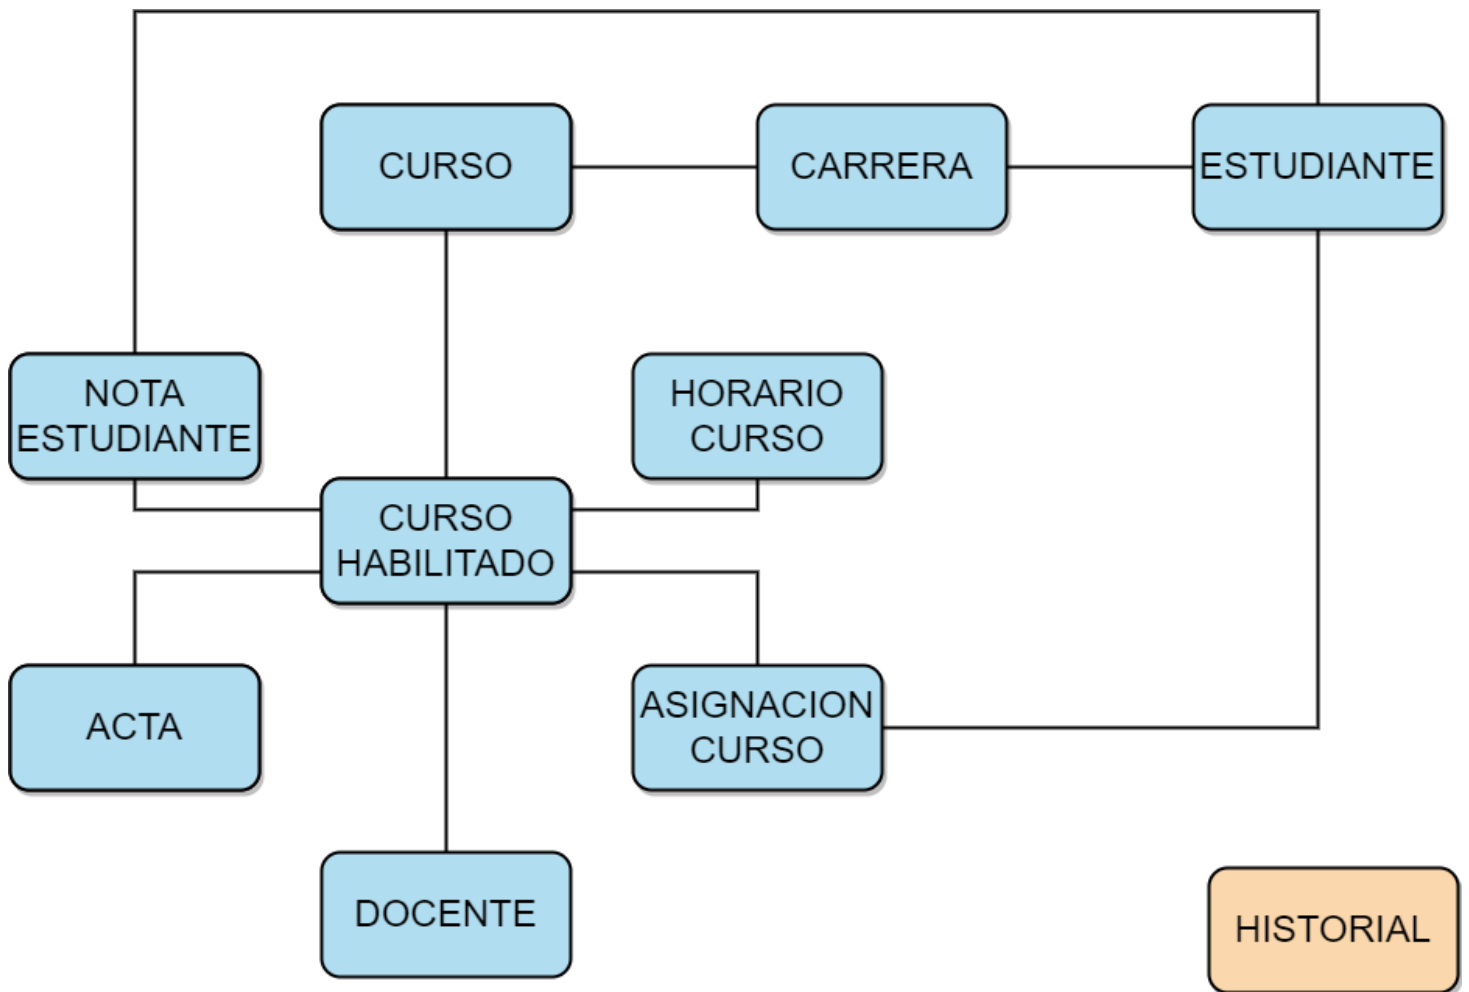 CURSO
CARRERA
ESTUDIANTE
NOTA
ESTUDIANTE
HORARIO
CURSO
CURSO
HABILITADO
ACTA
ASIGNACION
CURSO
DOCENTE
HISTORIAL